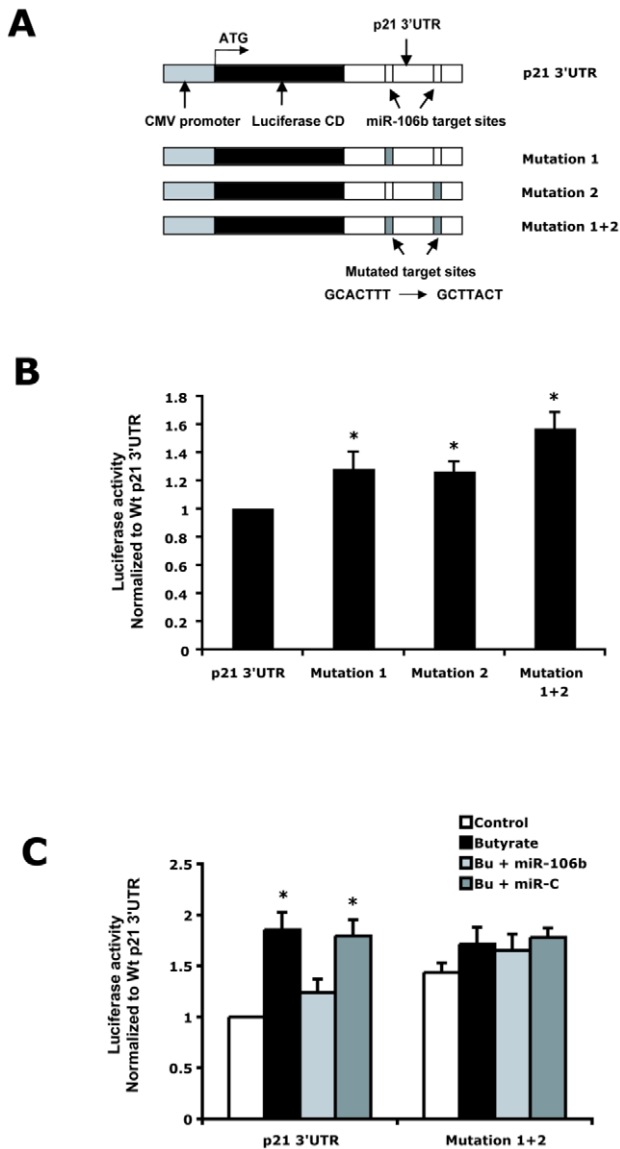 A
ATG
p21 3'UTR
p21 3'UTR
CMV promoter
Luciferase CD
miR-106b target sites
Mutation 1
Mutation 2
Mutation 1+2
Mutated target sites
GCACTTT
GCTTACT
B
Luciferase activity
Normalized to Wt p21 3'UTR
1.8
1.6
1.4
1.2
1
0.8
0.6
0.4
0.2
0
*
*
*
p21 3'UTR
Mutation 1
Mutation 2
Mutation
1+2
C
Control
Butyrate
Bu + miR-106b
Bu + miR-C
Luciferase activity
Normalized to Wt p21 3'UTR
2.5
2
1.5
1
0.5
0
*
*
p21 3'UTR
Mutation 1+2